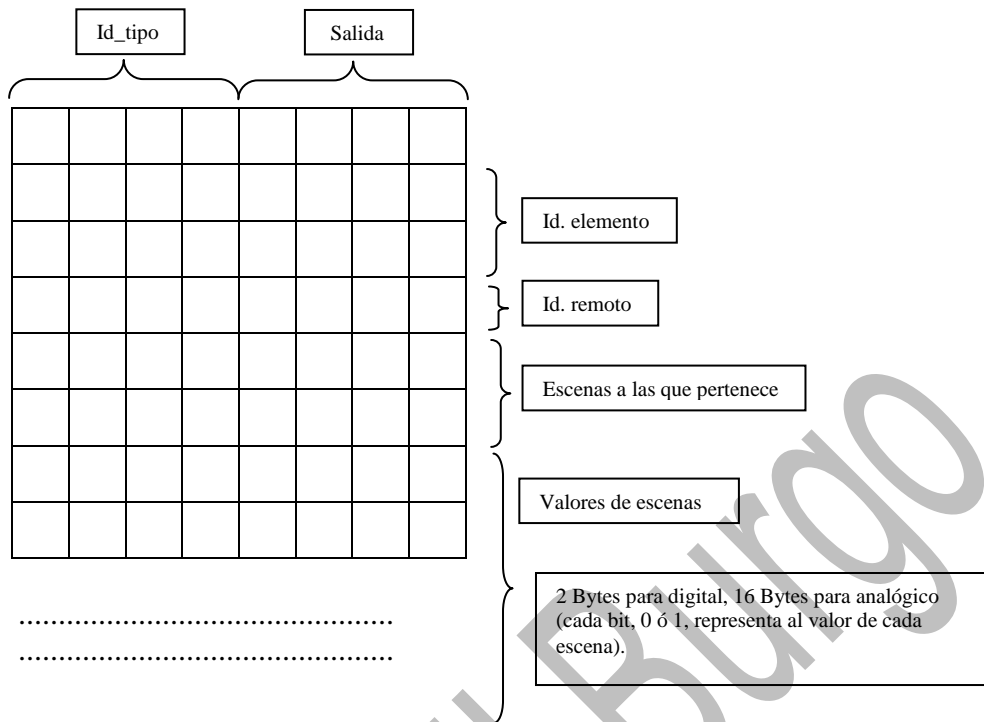 Id_tipo
Salida
Id. elemento
Id. remoto
Escenas a las que pertenece
Valores de escenas
2 Bytes para digital, 16 Bytes para analógico
(cada bit, 0 ó 1, representa al valor de cada
escena).
...............................................
...............................................
Burgo